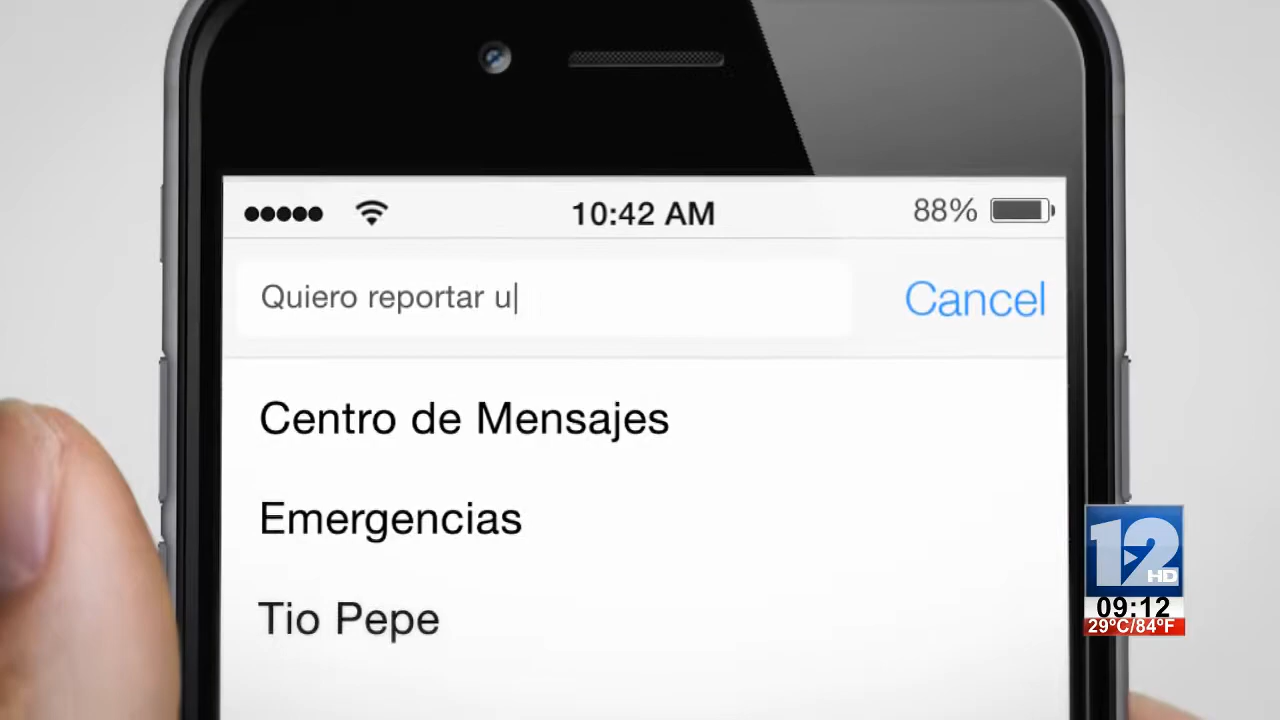 10:42 AM
88%
Quiero reportar u
Cancel
Centro de Mensajes
Emergencias
Tio Pepe
12
HD
09:12
29ºC/84ºF